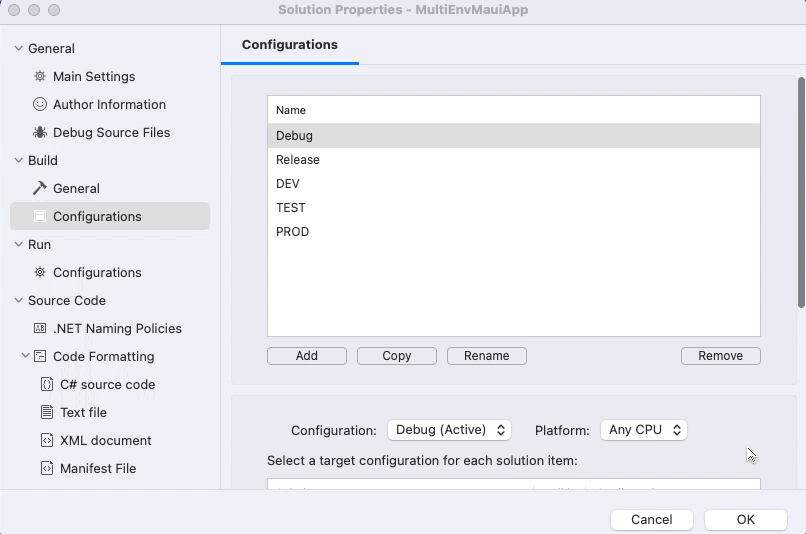 Solution Properties - MultiEnvMauiApp
General
Main Settings
Author Information
Debug Source Files
Build
General
Configurations
Run
Configurations
Source Code
.NET Naming Policies
Code Formatting
C# source code
Text file
XML document
Manifest File
Configurations
Name
Debug
Release
DEV
TEST
PROD
Add Copy Rename Remove
Configuration: Debug (Active) Platform: Any CPU
Select a target configuration for each solution item:
Cancel OK